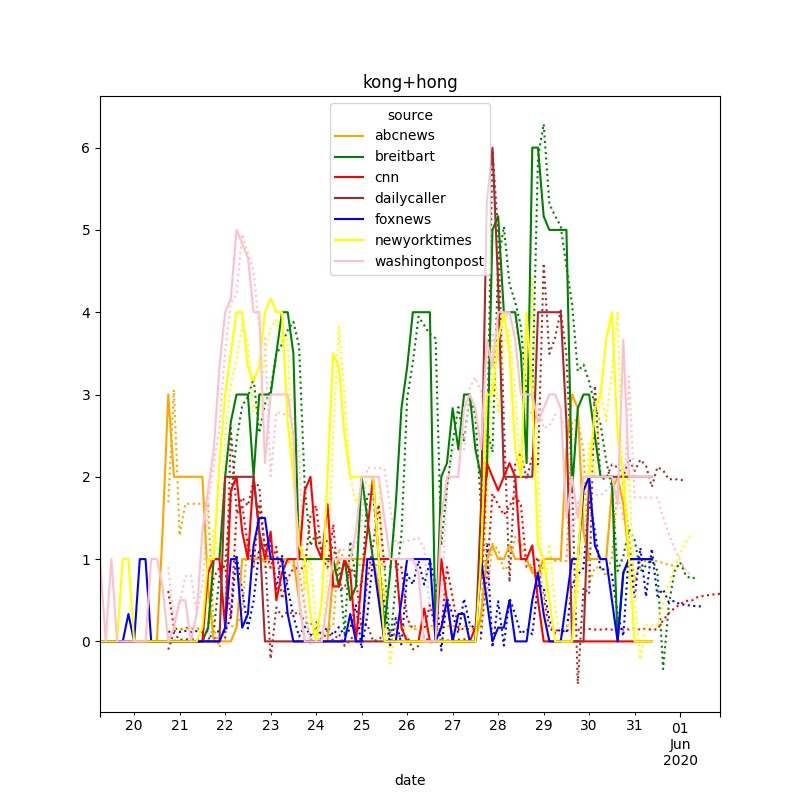 kong+hong
source
abcnews
breitbart
cnn
dailycaller
foxnews
newyorktimes
washingtonpost
6
5
4
3
2
1
0
20 21 22 23 24 25 26 27 28 29 30 31 01
Jun
2020
date